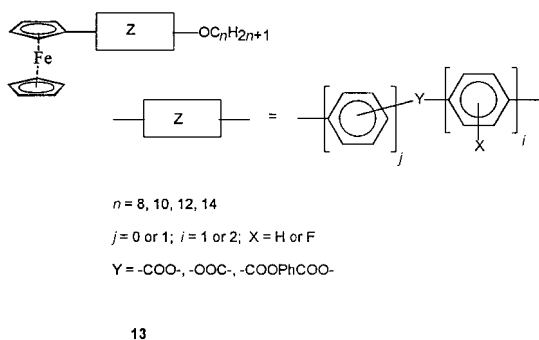 Z
OCnH2n+1
Fe
Z = Y
X
j
i
n = 8, 10, 12, 14
j = 0 or 1; i = 1 or 2; X = H or F
Y = -COO-, -OOC-, -COOPhCOO-
13